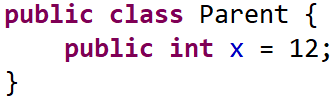 public class Parent {
    public int x = 12;
}